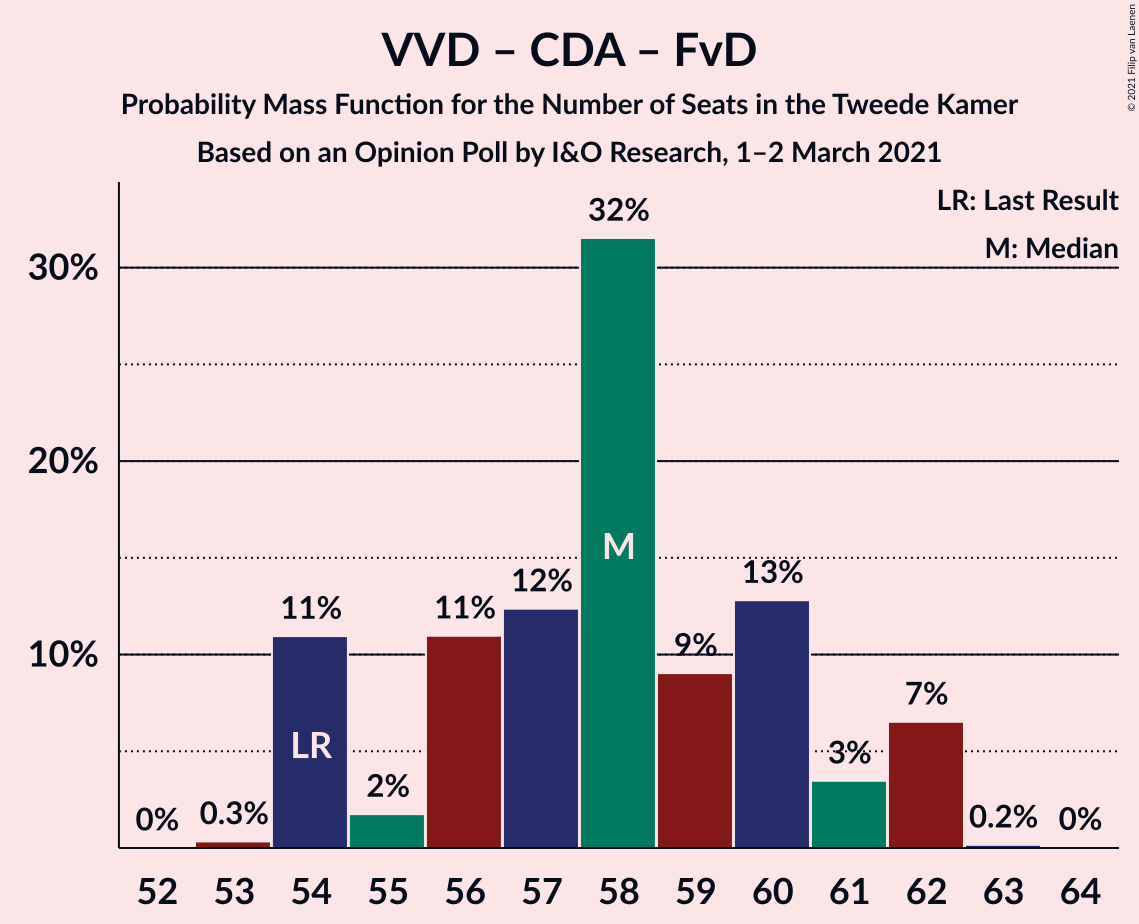 VVD – CDA – FvD
Probability Mass Function for the Number of Seats in the Tweede Kamer
Based on an Opinion Poll by I&O Research, 1–2 March 2021
© 2021 Filip van Laenen
LR: Last Result
M: Median
30%
20%
10%
0%
0.3%
11%
2%
11%
12%
32%
9%
13%
3%
7%
0.2%
0%
LR
M
52 53 54 55 56 57 58 59 60 61 62 63 64